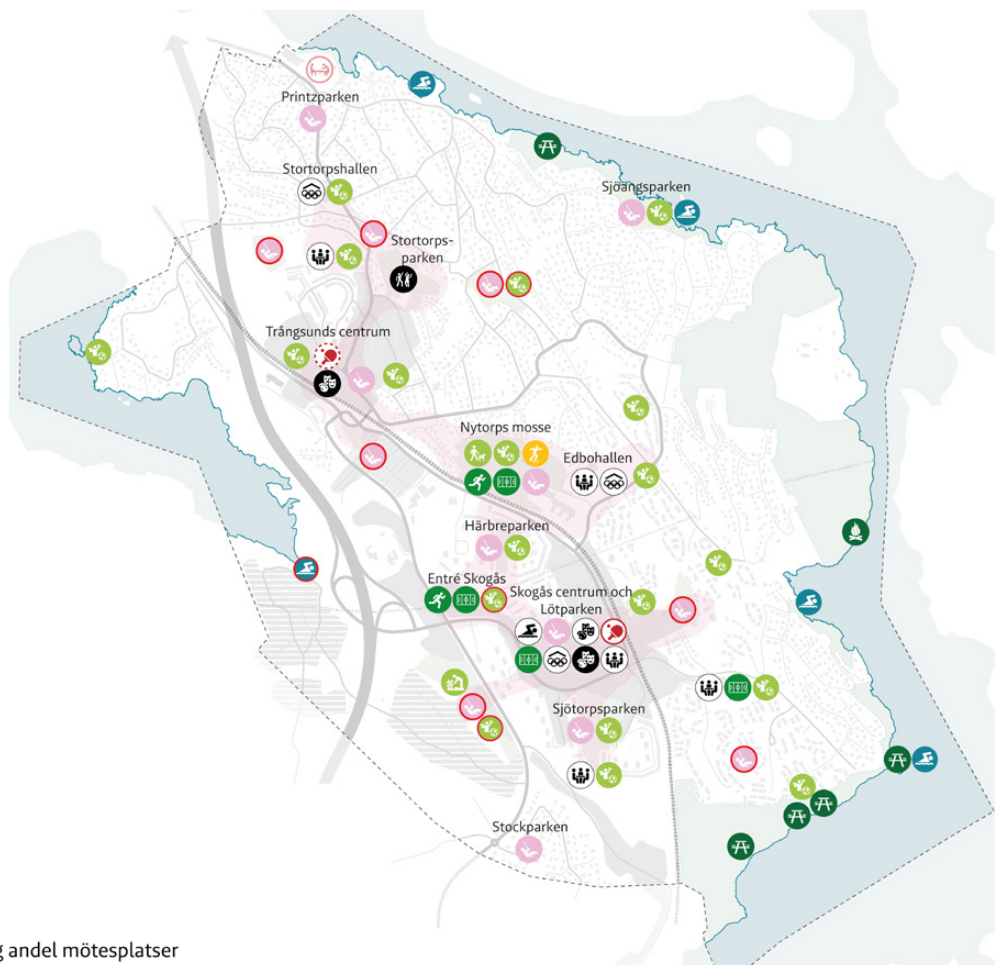 Printzparken
Stortorpshallen
Sjöängsparken
Stortorps-
parken
Trångsunds centrum
Nytorps mosse
Edbohallen
Härbreparken
Entré Skogås
Skogås centrum och
Lötparken
Sjötorpsparken
Stockparken
g andel mötesplatser